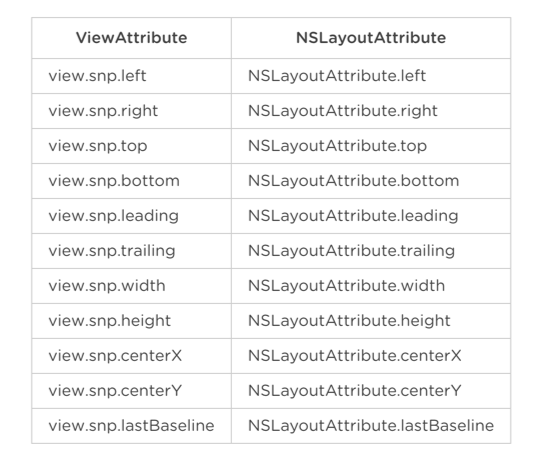 ViewAttribute NSLayoutAttribute
view.snp.left NSLayoutAttribute.left
view.snp.right NSLayoutAttribute.right
view.snp.top NSLayoutAttribute.top
view.snp.bottom NSLayoutAttribute.bottom
view.snp.leading NSLayoutAttribute.leading
view.snp.trailing NSLayoutAttribute.trailing
view.snp.width NSLayoutAttribute.width
view.snp.height NSLayoutAttribute.height
view.snp.centerX NSLayoutAttribute.centerX
view.snp.centerY NSLayoutAttribute.centerY
view.snp.lastBaseline NSLayoutAttribute.lastBaseline